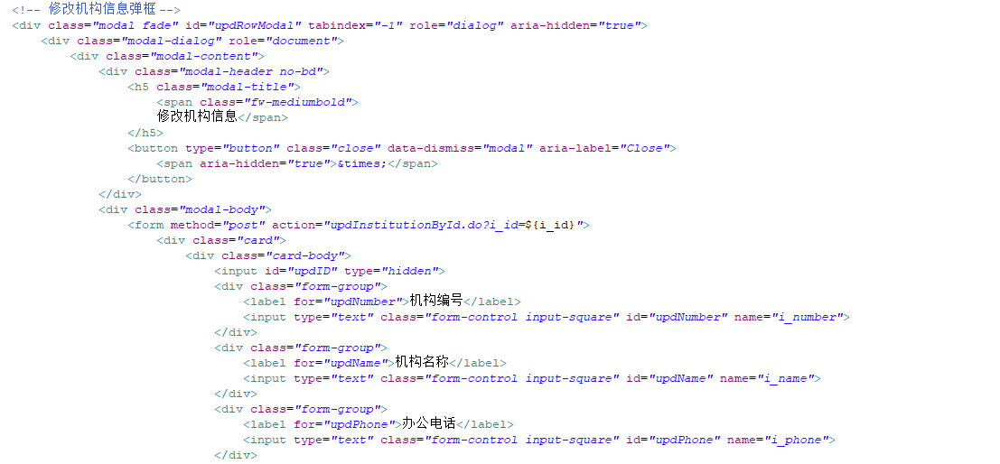 <!-- 修改机构信息弹框 -->
<div class="modal fade" id="updRowModal" tabindex="-1" role="dialog" aria-hidden="true">
<div class="modal-dialog" role="document">
<div class="modal-content">
<div class="modal-header no-bd">
<h5 class="modal-title">
<span class="fw-mediumbold">
修改机构信息</span>
</h5>
<button type="button" class="close" data-dismiss="modal" aria-label="Close">
<span aria-hidden="true">&times;</span>
</button>
</div>
<div class="modal-body">
<form method="post" action="updInstitutionById.do?i_id=${i_id}">
<div class="card">
<div class="card-body">
<input id="updID" type="hidden">
<div class="form-group">
<label for="updNumber">机构编号</label>
<input type="text" class="form-control input-square" id="updNumber" name="i_number">
</div>
<div class="form-group">
<label for="updName">机构名称</label>
<input type="text" class="form-control input-square" id="updName" name="i_name">
</div>
<div class="form-group">
<label for="updPhone">办公电话</label>
<input type="text" class="form-control input-square" id="updPhone" name="i_phone">
</div>